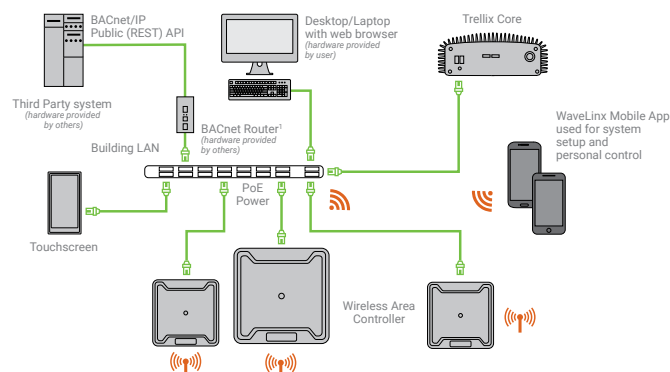 BACnet/IP
Public (REST) API
Desktop/Laptop
with web browser
(hardware provided
by user)
Trellix Core
Third Party system
(hardware provided
by others)
BACnet Router¹
(hardware provided
by others)
Building LAN
WaveLinx Mobile App
used for system
setup and
personal control
PoE
Power
Touchscreen
Wireless Area
Controller